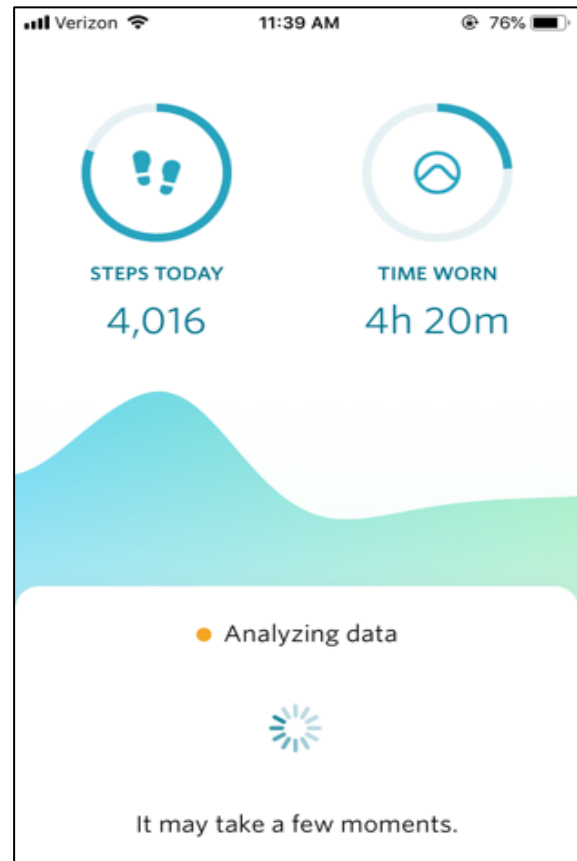 Verizon 11:39 AM 76%
STEPS TODAY TIME WORN
4,016 4h 20m
Analyzing data
It may take a few moments.